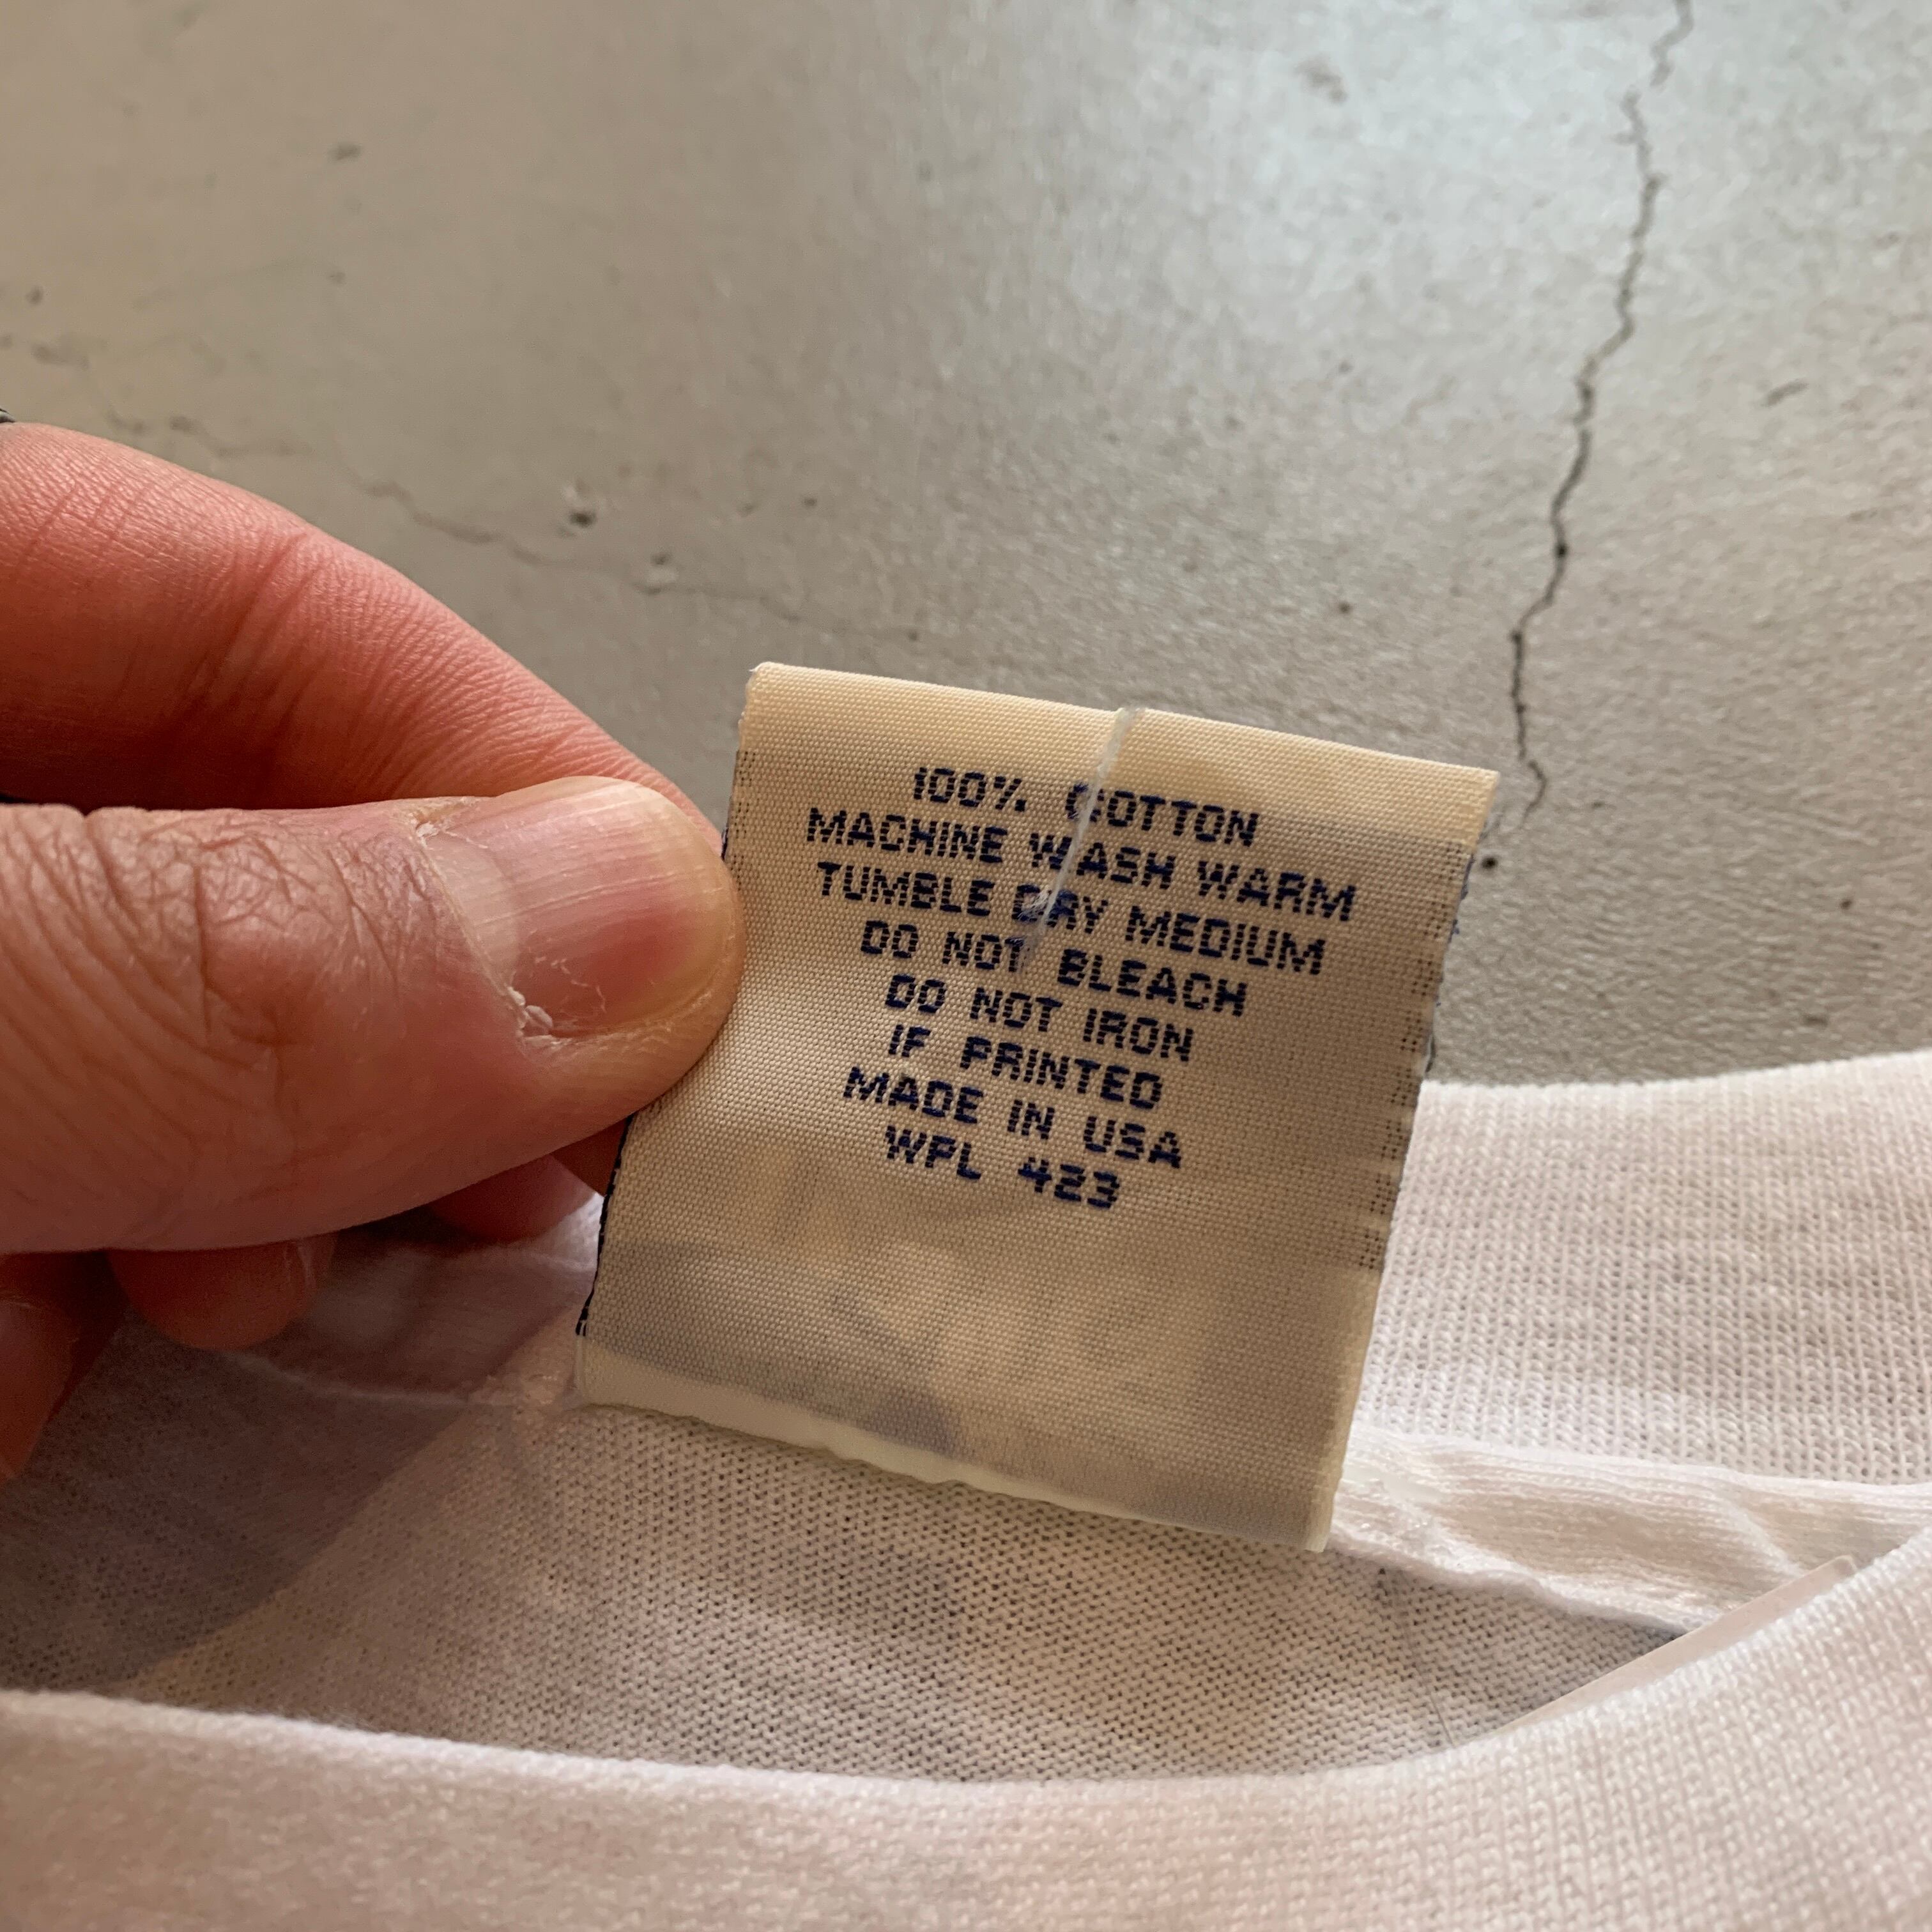 100% COTTON
MACHINE WASH WARM
TUMBLE DRY MEDIUM
DO NOT BLEACH
DO NOT IRON
IF PRINTED
MADE IN USA
WPL 423